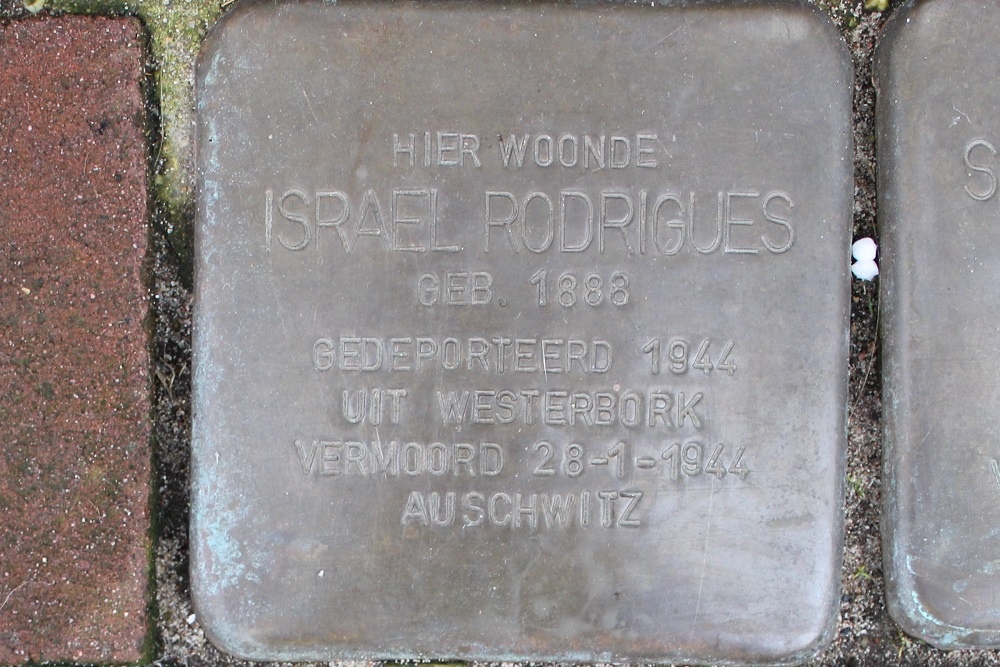 HIER WOONDE
ISRAEL RODRIGUES
GEB. 1888
GEDEPORTEERD 1944
UIT WESTERBORK
VERMOORD 28-1-1944
AUSCHWITZ
S